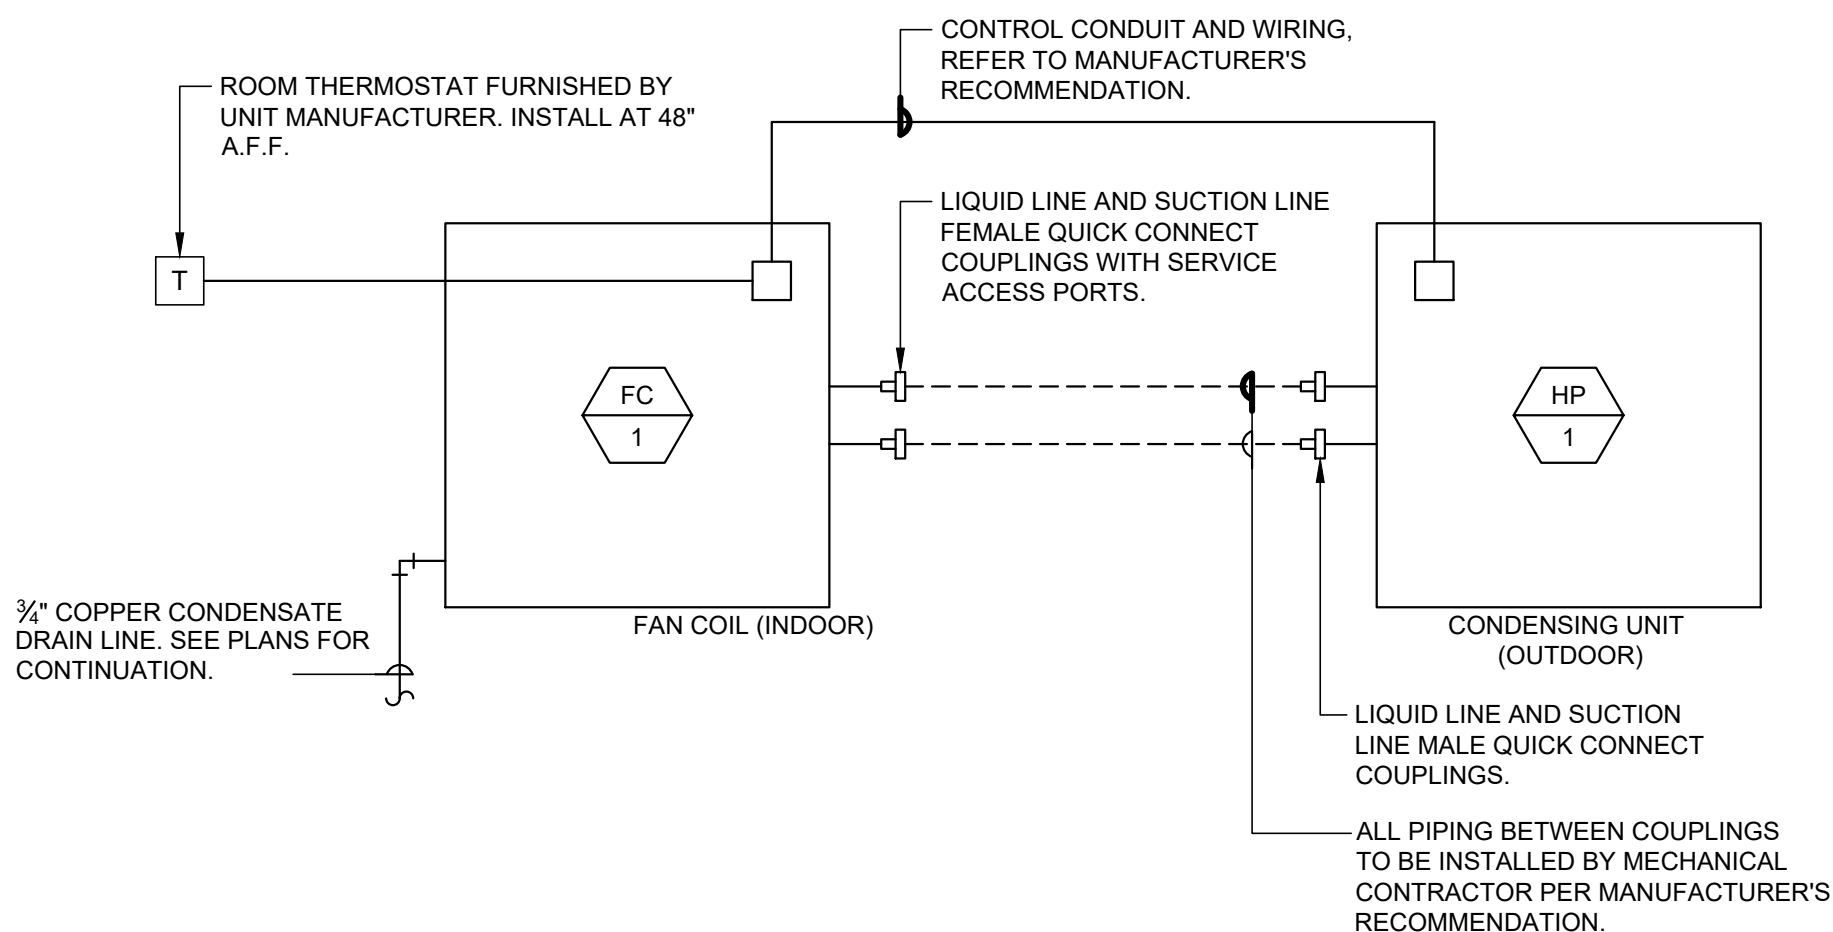 CONTROL CONDUIT AND WIRING,
REFER TO MANUFACTURER'S
RECOMMENDATION.
ROOM THERMOSTAT FURNISHED BY
UNIT MANUFACTURER. INSTALL AT 48"
A.F.F.
LIQUID LINE AND SUCTION LINE
FEMALE QUICK CONNECT
COUPLINGS WITH SERVICE
ACCESS PORTS.
T
FC
1
HP
1
¾" COPPER CONDENSATE
DRAIN LINE. SEE PLANS FOR
CONTINUATION.
FAN COIL (INDOOR)
CONDENSING UNIT
(OUTDOOR)
LIQUID LINE AND SUCTION
LINE MALE QUICK CONNECT
COUPLINGS.
ALL PIPING BETWEEN COUPLINGS
TO BE INSTALLED BY MECHANICAL
CONTRACTOR PER MANUFACTURER'S
RECOMMENDATION.